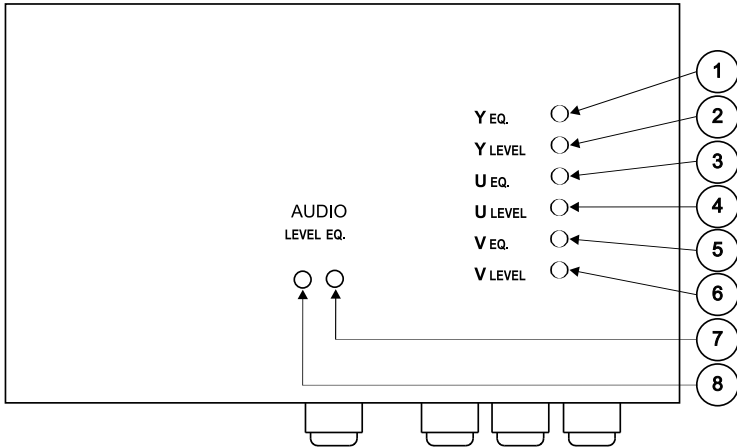 Y EQ.
Y LEVEL
U EQ.
U LEVEL
V EQ.
V LEVEL
AUDIO
LEVEL EQ.
1
2
3
4
5
6
7
8